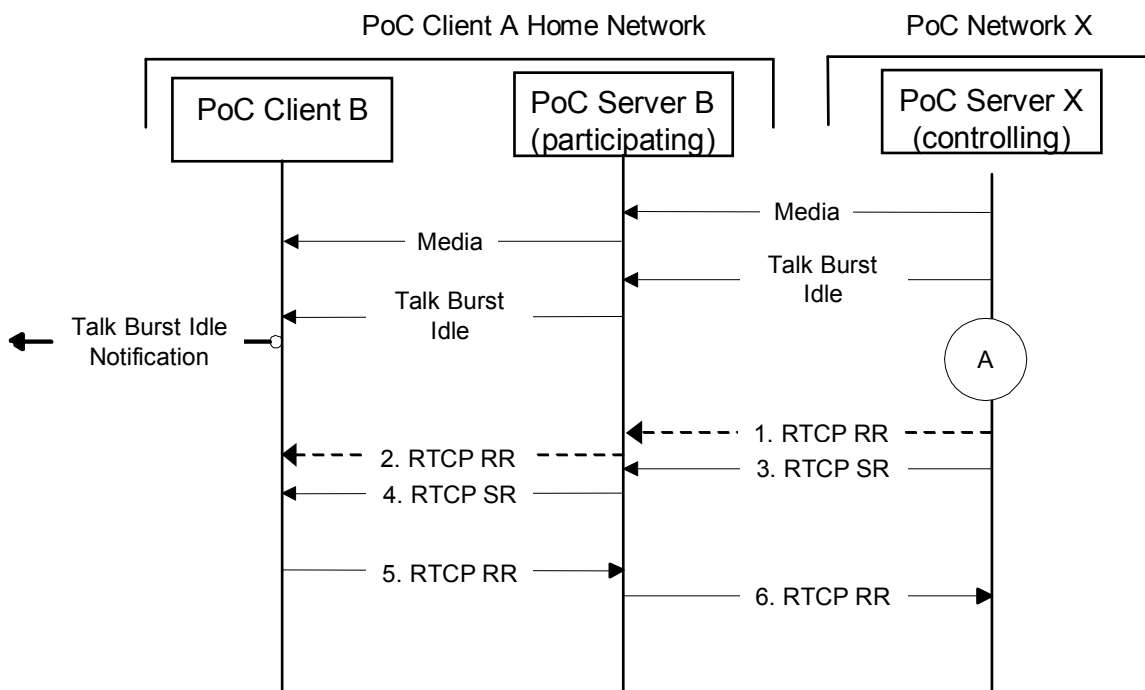 PoC Client A Home Network
PoC Network X
PoC Client B
PoC Server B
(participating)
PoC Server X
(controlling)
Media
Media
Talk Burst
Idle
Talk Burst
Idle
Talk Burst Idle
Notification
A
1. RTCP RR
2. RTCP RR
3. RTCP SR
4. RTCP SR
5. RTCP RR
6. RTCP RR